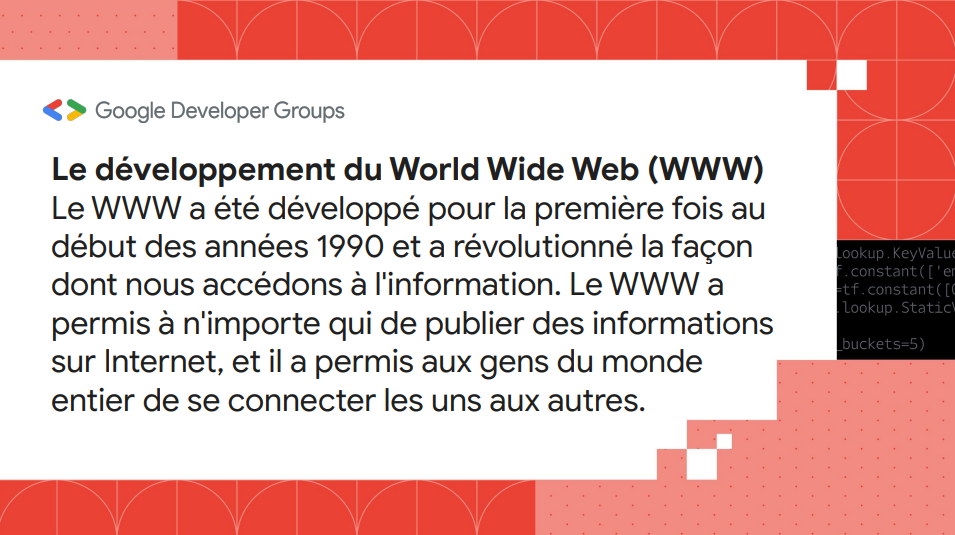 Google Developer Groups
Le développement du World Wide Web (WWW)
Le WWW a été développé pour la première fois au
début des années 1990 et a révolutionné la façon
dont nous accédons à l'information. Le WWW a
permis à n'importe qui de publier des informations
sur Internet, et il a permis aux gens du monde
entier de se connecter les uns aux autres.
lookup.KeyValue
f.constant(['en
=tf.constant([0
.lookup.StaticV
_buckets=5)